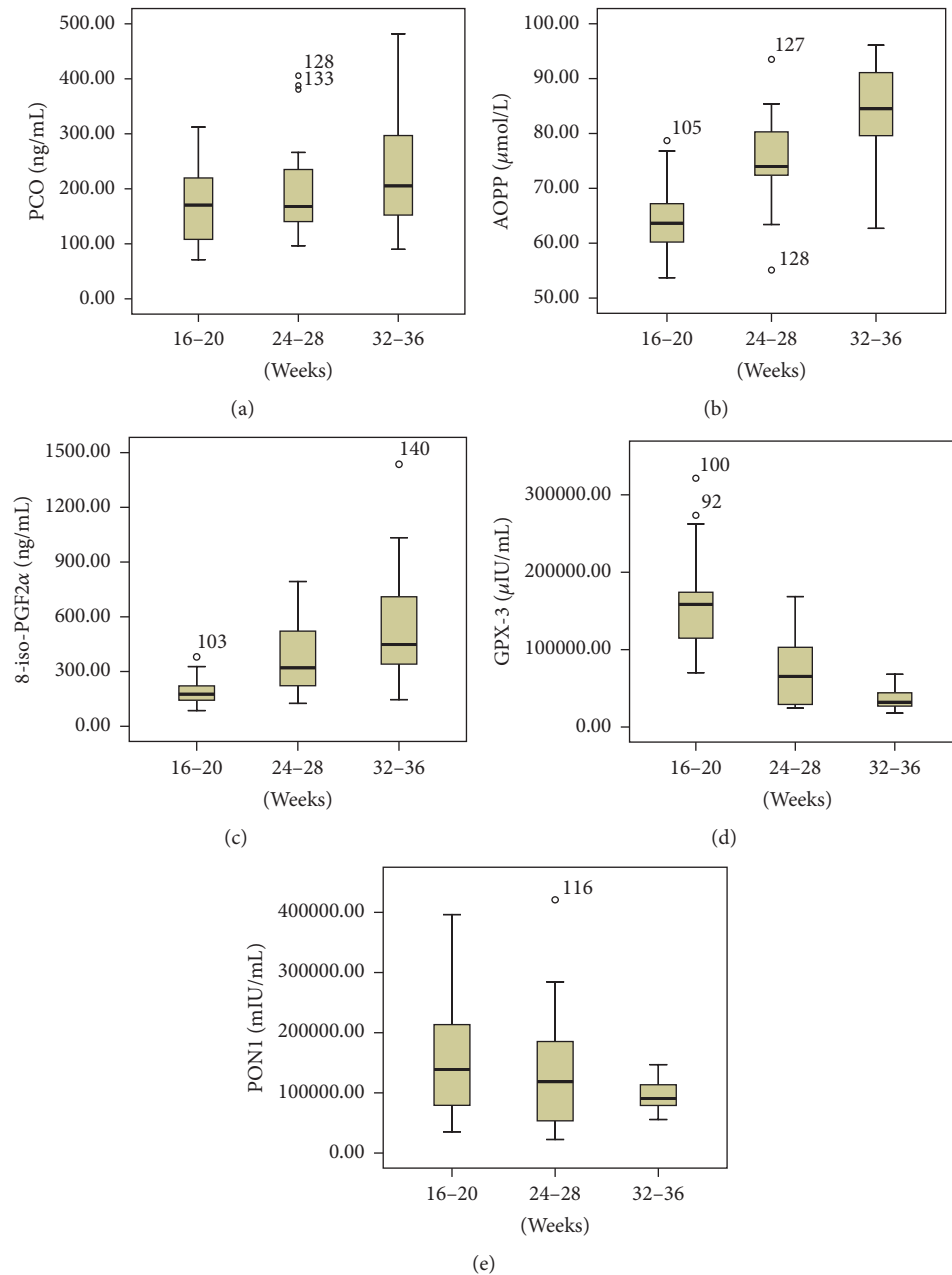 500.00
400.00
300.00
200.00
100.00
0.00
PCO (ng/mL)
128
133
16–20 24–28 32–36
(Weeks)
(a)
100.00
90.00
80.00
70.00
60.00
50.00
AOPP (μmol/L)
105
127
128
16–20 24–28 32–36
(Weeks)
(b)
1500.00
1200.00
900.00
600.00
300.00
0.00
8-iso-PGF2α (ng/mL)
103
140
16–20 24–28 32–36
(Weeks)
(c)
300000.00
200000.00
100000.00
0.00
GPX-3 (μIU/mL)
100
92
16–20 24–28 32–36
(Weeks)
(d)
400000.00
300000.00
200000.00
100000.00
0.00
PON1 (mIU/mL)
116
16–20 24–28 32–36
(Weeks)
(e)